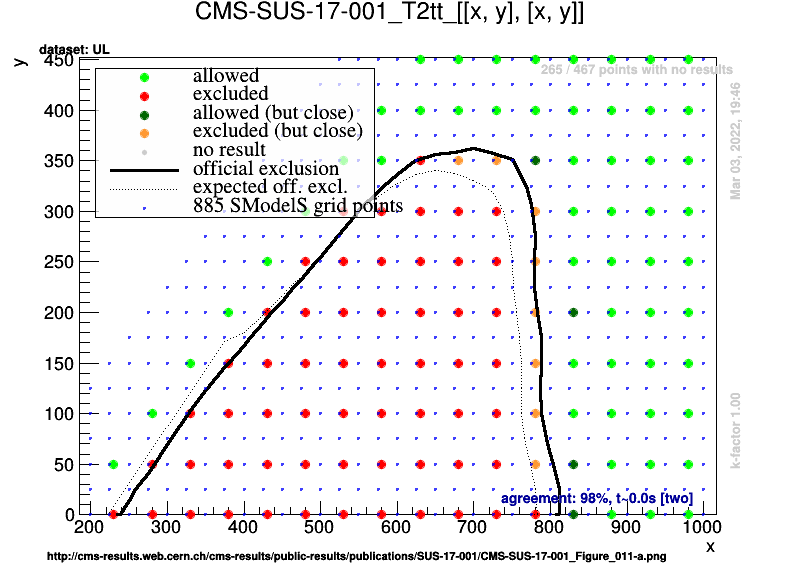 CMS-SUS-17-001_T2tt_[[x, y], [x, y]]
dataset: UL
y
265 / 467 points with no results
allowed
excluded
allowed (but close)
excluded (but close)
no result
official exclusion
expected off. excl.
885 SModelS grid points
450
400
350
300
250
200
150
100
50
0
Mar 03, 2022, 19:46
k-factor 1.00
agreement: 98%, t~0.0s [two]
200 300 400 500 600 700 800 900 1000
x
http://cms-results.web.cern.ch/cms-results/public-results/publications/SUS-17-001/CMS-SUS-17-001_Figure_011-a.png